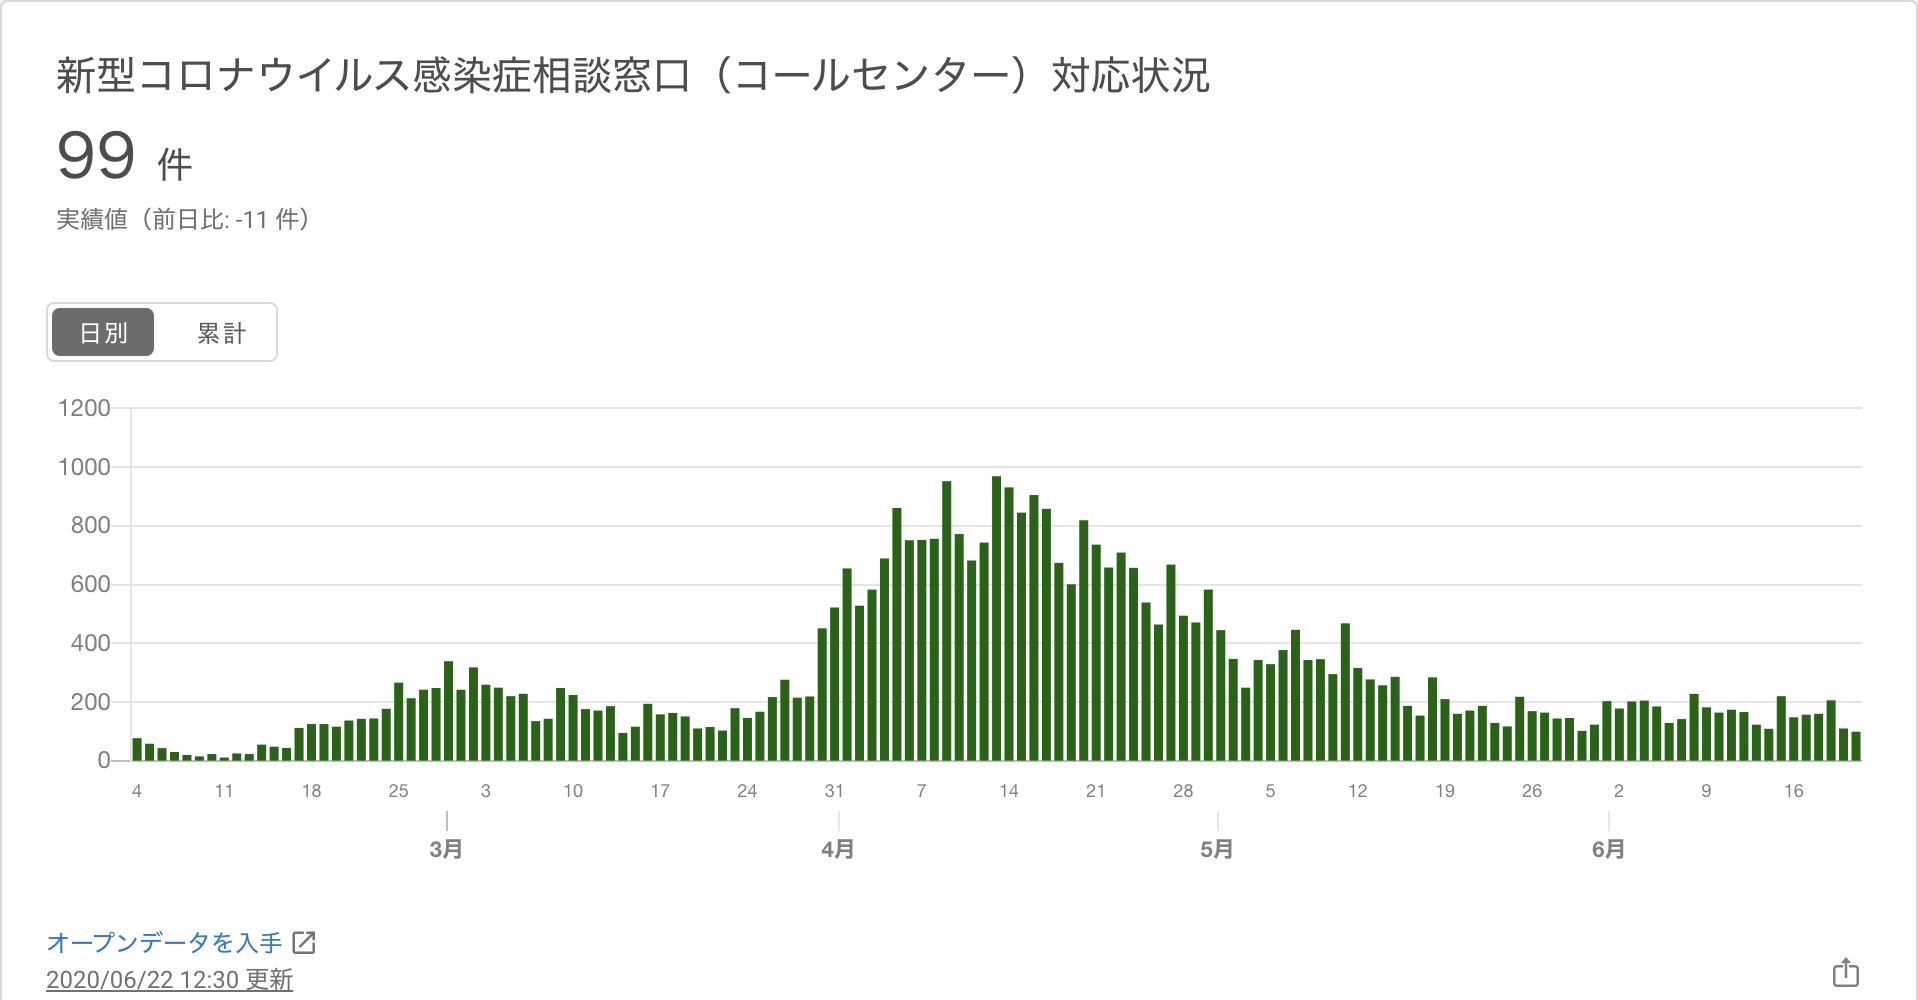 新型コロナウイルス感染症相談窓口（コールセンター）対応状況
99 件
実績値（前日比: -11 件）
日別 累計
1200
1000
800
600
400
200
0
4 11 18 25 3 10 17 24 31 7 14 21 28 5 12 19 26 2 9 16
3月 4月 5月 6月
オープンデータを入手
2020/06/22 12:30 更新